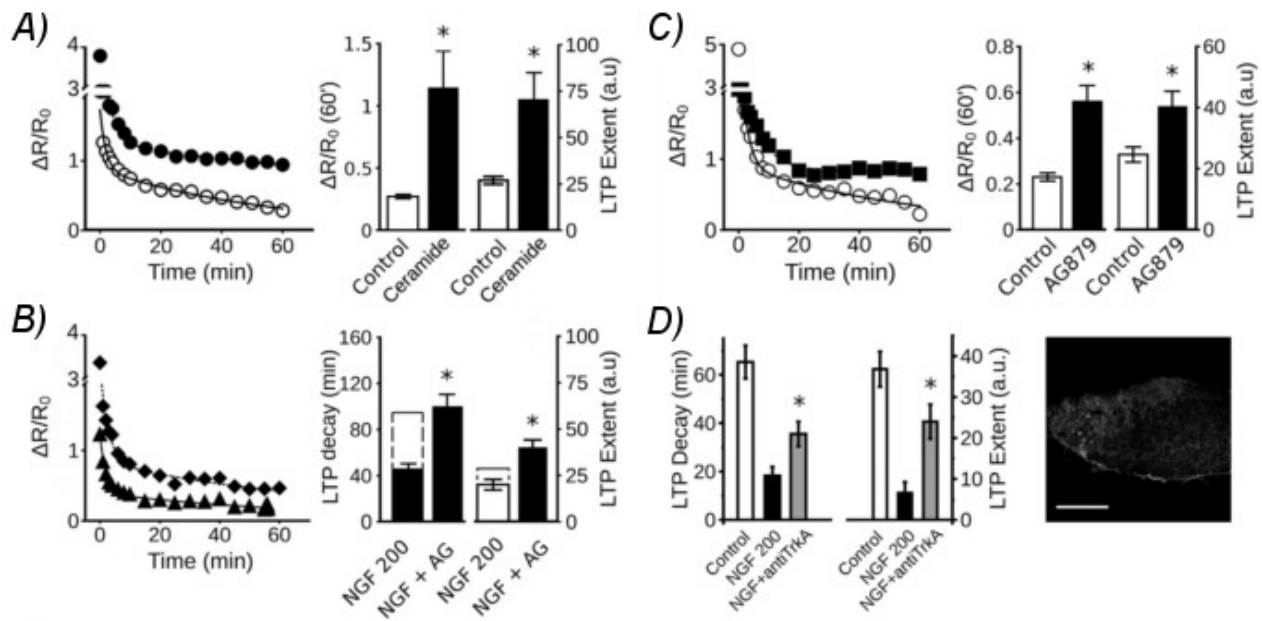 A)
4
3
1
0
ΔR/R0
0 20 40 60
Time (min)
1.5
1
0.5
0
ΔR/R0 (60')
*
*
100
75
50
25
0
LTP Extent (a.u)
Control
Ceramide
Control
Ceramide
C)
5
3
1
0
ΔR/R0
0 20 40 60
Time (min)
0.8
0.6
0.4
0.2
0
ΔR/R0 (60')
*
*
60
40
20
0
LTP Extent (a.u)
Control
AG879
Control
AG879
B)
4
3
1
0
ΔR/R0
0 20 40 60
Time (min)
160
120
80
40
0
LTP decay (min)
*
*
100
75
50
25
0
LTP Extent (a.u)
NGF 200
NGF + AG
NGF 200
NGF + AG
D)
60
40
20
0
LTP Decay (min)
*
*
40
30
20
10
0
LTP Extent (a.u.)
Control
NGF 200
NGF+antiTrkA
Control
NGF 200
NGF+antiTrkA